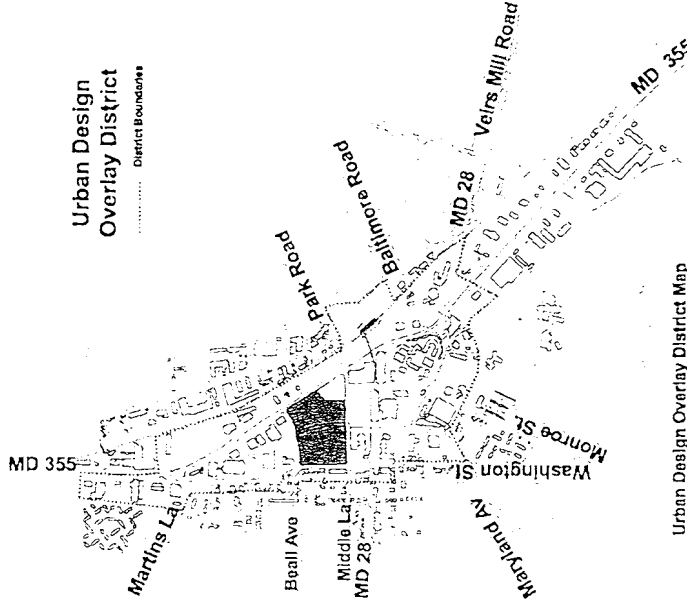 Urban Design
Overlay District
District Boundaries
MD 355
Martins La
Beall Ave
Middle La
MD 28
Maryland Av
Washington St.
Monroe St.
Park Road
Baltimore Road
MD 28
Veirs Mill Road
MD 355
Urban Design Overlay District Map